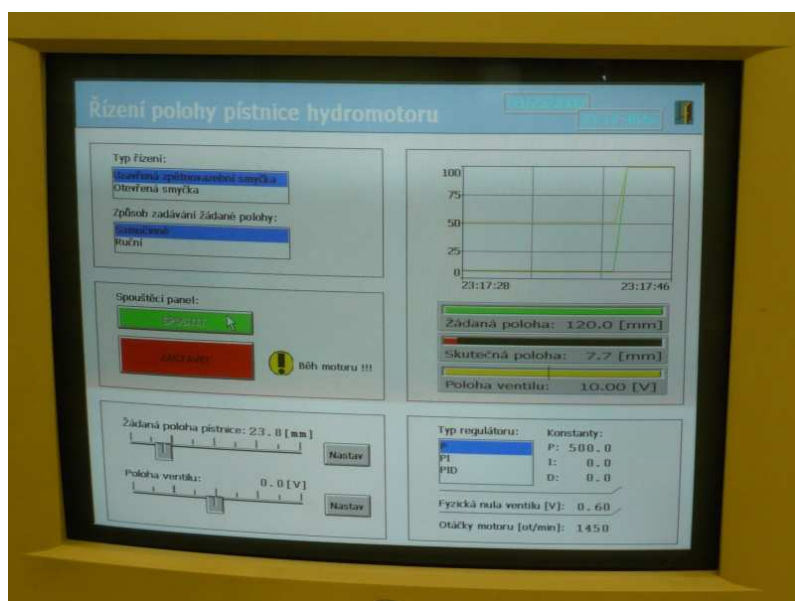 Řízení polohy pístnice hydromotoru
Typ řízení:
Uzavřená zpětnovazební smyčka
Otevřená smyčka
Způsob zadávání žádané polohy:
Samočinně
Ruční
Spouštěcí panel:
SPUSTIT
ZASTAVIT
Běh motoru !!!
Žádaná poloha pístnice: 23.8[mm]
Nastav
Poloha ventilu: 0.0[V]
Nastav
100
75
50
25
0
23:17:28 23:17:46
Žádaná poloha: 120.0 [mm]
Skutečná poloha: 7.7 [mm]
Poloha ventilu: 10.00 [V]
Typ regulátoru: Konstanty:
P
PI
PID
P: 500.0
I: 0.0
D: 0.0
Fyzická nula ventilu [V]: 0.60
Otáčky motoru [ot/min]: 1450